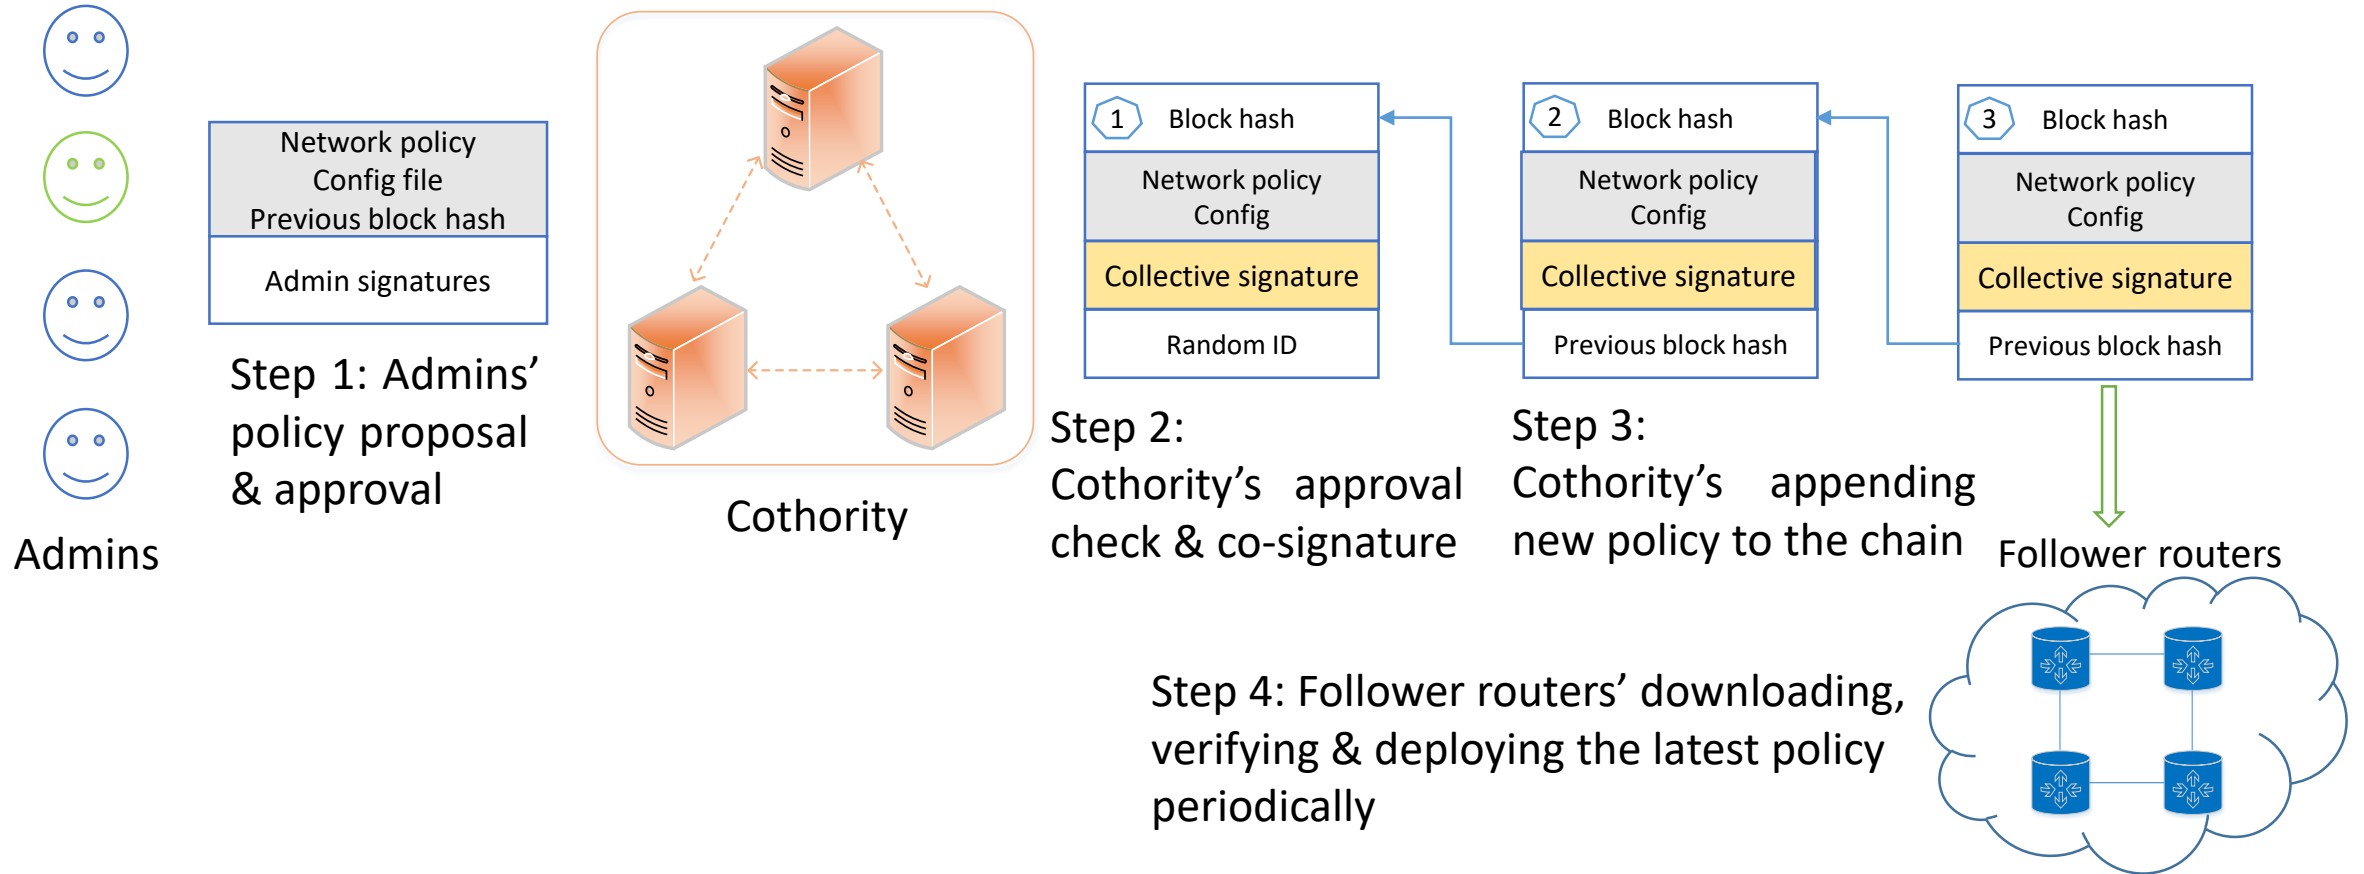 Admins
Network policy
Config file
Previous block hash
Admin signatures
Step 1: Admins’
policy proposal
& approval
Cothority
1
Block hash
Network policy
Config
Collective signature
Random ID
Step 2:
Cothority’s approval
check & co-signature
2
Block hash
Network policy
Config
Collective signature
Previous block hash
Step 3:
Cothority’s appending
new policy to the chain
3
Block hash
Network policy
Config
Collective signature
Previous block hash
Follower routers
Step 4: Follower routers’ downloading,
verifying & deploying the latest policy
periodically